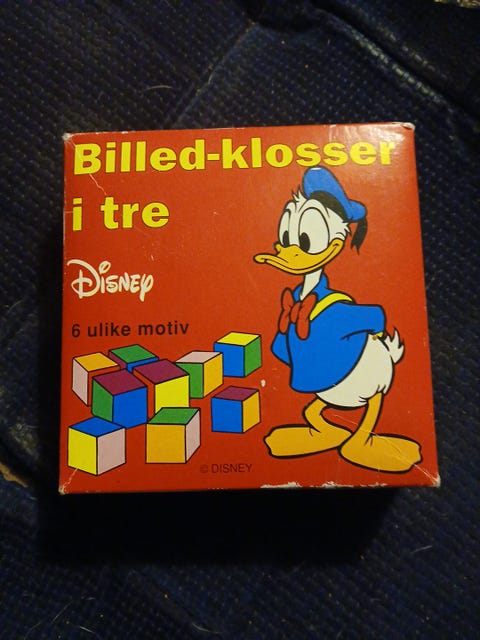 Billed-klosser
i tre
Disney
6 ulike motiv
© DISNEY